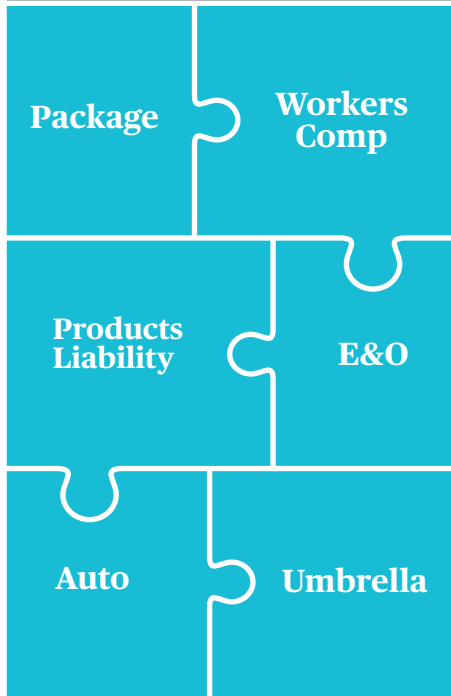 Package
Workers
Comp
Products
Liability
E&O
Auto
Umbrella